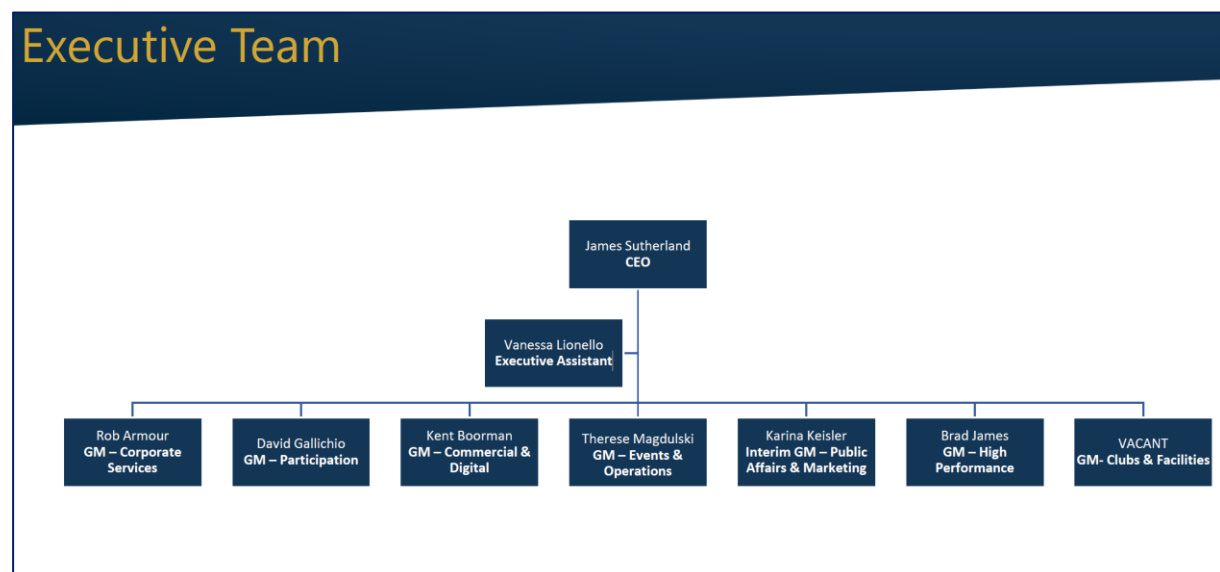 Executive Team
James Sutherland
CEO
Vanessa Lionello
Executive Assistant
Rob Armour
GM – Corporate
Services
David Gallichio
GM – Participation
Kent Boorman
GM – Commercial &
Digital
Therese Magdulski
GM – Events &
Operations
Karina Keisler
Interim GM – Public
Affairs & Marketing
Brad James
GM – High
Performance
VACANT
GM- Clubs & Facilities